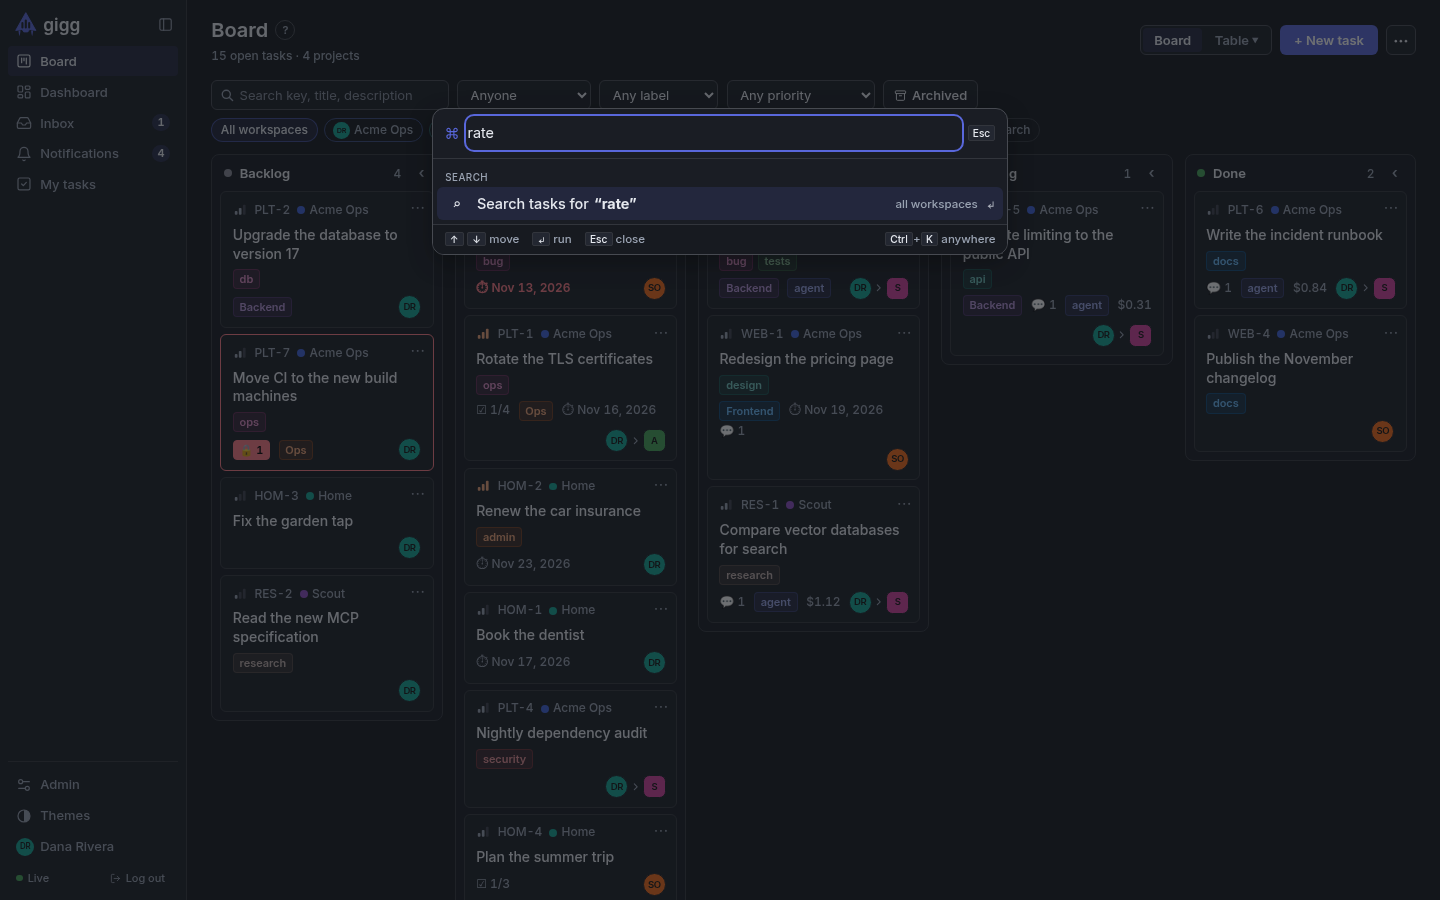 gigg
Board
Dashboard
Inbox 1
Notifications 4
My tasks
Admin
Themes
DR Dana Rivera
Live Log out
Board ?
15 open tasks · 4 projects
Board Table ▾ + New task ···
Search key, title, description Anyone Any label Any priority Archived
All workspaces DR Acme Ops
⌘ rate Esc
SEARCH
Search tasks for “rate” all workspaces ↲
↑ ↓ move ↲ run Esc close Ctrl + K anywhere
Backlog 4
PLT-2 Acme Ops ···
Upgrade the database to
version 17
db
Backend DR
PLT-7 Acme Ops ···
Move CI to the new build
machines
ops
1 Ops DR
HOM-3 Home ···
Fix the garden tap
DR
RES-2 Scout ···
Read the new MCP
specification
research
DR
bug
Nov 13, 2026 SO
PLT-1 Acme Ops ···
Rotate the TLS certificates
ops
1/4 Ops Nov 16, 2026
DR › A
HOM-2 Home ···
Renew the car insurance
admin
Nov 23, 2026 DR
HOM-1 Home ···
Book the dentist
Nov 17, 2026 DR
PLT-4 Acme Ops ···
Nightly dependency audit
security
DR › S
HOM-4 Home ···
Plan the summer trip
1/3 SO
bug tests
Backend agent DR › S
WEB-1 Acme Ops ···
Redesign the pricing page
design
Frontend Nov 19, 2026
1
SO
RES-1 Scout ···
Compare vector databases
for search
research
1 agent $1.12 DR › S
g 1
-5 Acme Ops ···
te limiting to the
public API
api
Backend 1 agent $0.31
DR › S
Done 2
PLT-6 Acme Ops ···
Write the incident runbook
docs
1 agent $0.84 DR › S
WEB-4 Acme Ops ···
Publish the November
changelog
docs
SO